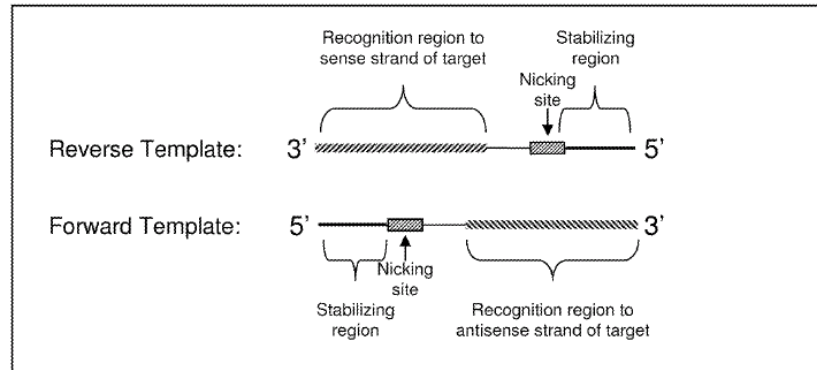 Recognition region to
sense strand of target
Stabilizing
region
Nicking
site
Reverse Template:
3’
5’
Forward Template:
5’
3’
Nicking
site
Stabilizing
region
Recognition region to
antisense strand of target